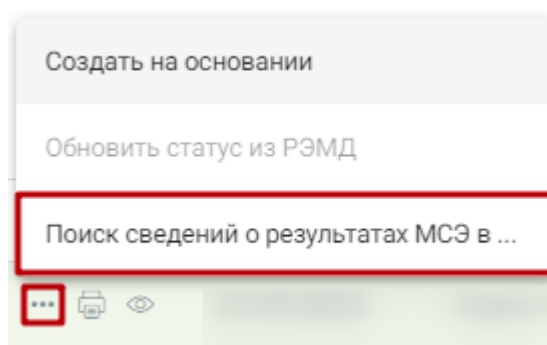 Создать на основании
Обновить статус из РЭМД
Поиск сведений о результатах МСЭ в ...